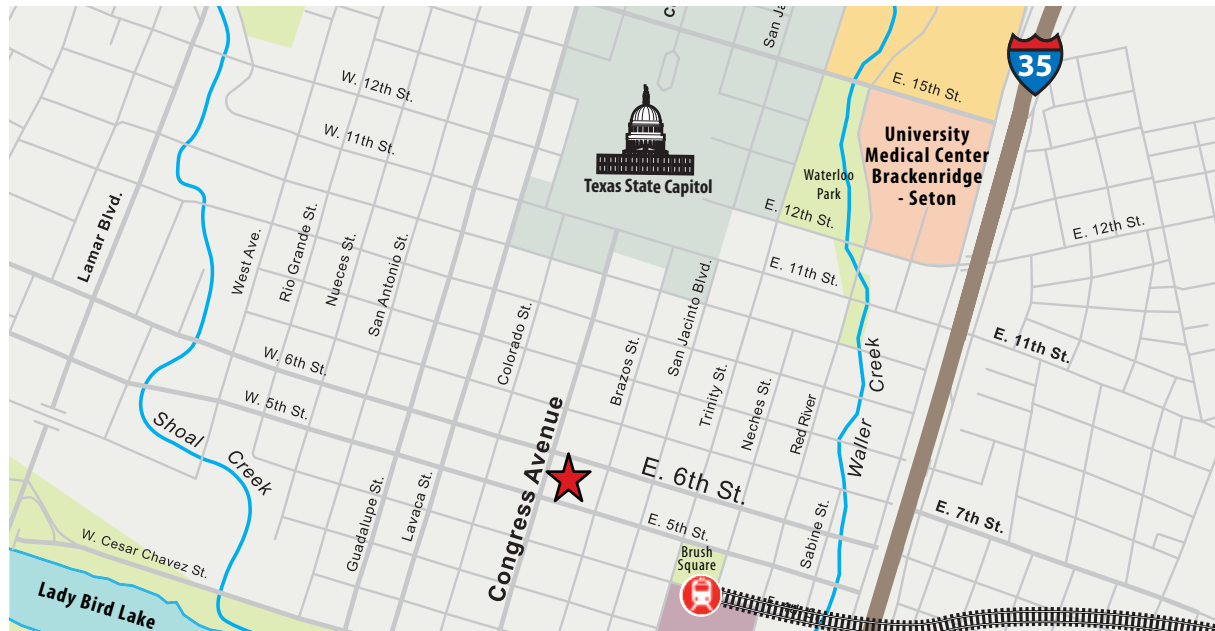 San Ja
35
W. 12th St.
E. 15th St.
W. 11th St.
University
Medical Center
Brackenridge
- Seton
Texas State Capitol
Waterloo
Park
E. 12th St.
E. 12th St.
Lamar Blvd.
West Ave.
Rio Grande St.
Nueces St.
San Antonio St.
E. 11th St.
San Jacinto Blvd.
Colorado St.
E. 11th St.
W. 6th St.
Brazos St.
Trinity St.
Neches St.
Red River
Waller Creek
W. 5th St.
Shoal Creek
Congress Avenue
E. 6th St.
Guadalupe St.
Lavaca St.
E. 5th St.
E. 7th St.
Sabine St.
W. Cesar Chavez St.
Brush
Square
Lady Bird Lake